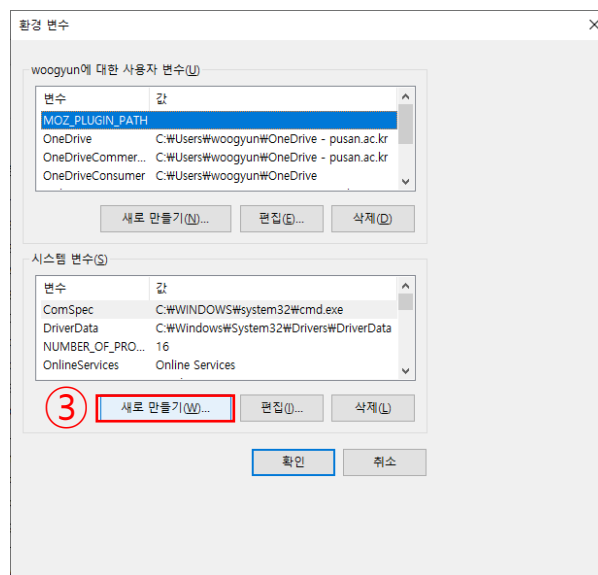 환경 변수
woogyun에 대한 사용자 변수(U)
변수 값
MOZ_PLUGIN_PATH
OneDrive C:₩Users₩woogyun₩OneDrive - pusan.ac.kr
OneDriveCommer... C:₩Users₩woogyun₩OneDrive - pusan.ac.kr
OneDriveConsumer C:₩Users₩woogyun₩OneDrive
새로 만들기(N)... 편집(E)... 삭제(D)
시스템 변수(S)
변수 값
ComSpec C:₩WINDOWS₩system32₩cmd.exe
DriverData C:₩Windows₩System32₩Drivers₩DriverData
NUMBER_OF_PRO... 16
OnlineServices Online Services
③ 새로 만들기(W)... 편집(I)... 삭제(L)
확인 취소